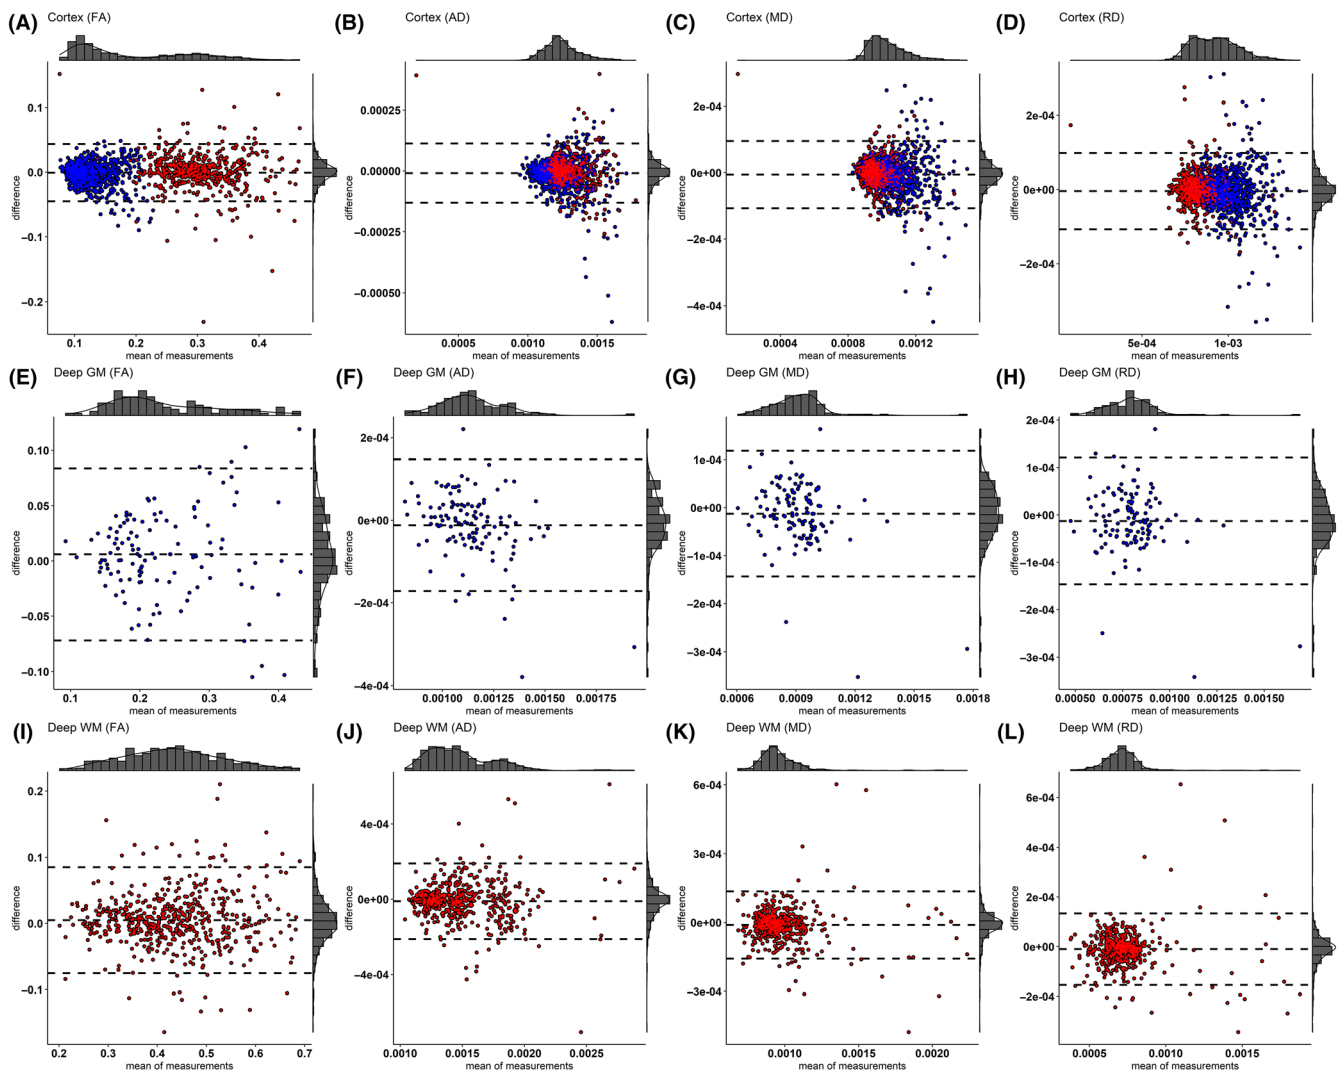 (A) Cortex (FA)
difference
0.1
0.0
−0.1
−0.2
0.1 0.2 0.3 0.4
mean of measurements
(B) Cortex (AD)
difference
0.00025
0.00000
−0.00025
−0.00050
0.0005 0.0010 0.0015
mean of measurements
(C) Cortex (MD)
difference
2e−04
0e+00
−2e−04
−4e−04
0.0004 0.0008 0.0012
mean of measurements
(D) Cortex (RD)
difference
2e−04
0e+00
−2e−04
5e−04 1e−03
mean of measurements
(E) Deep GM (FA)
difference
0.10
0.05
0.00
−0.05
−0.10
0.1 0.2 0.3 0.4
mean of measurements
(F) Deep GM (AD)
difference
2e−04
0e+00
−2e−04
−4e−04
0.00100 0.00125 0.00150 0.00175
mean of measurements
(G) Deep GM (MD)
difference
1e−04
0e+00
−1e−04
−2e−04
−3e−04
0.0006 0.0009 0.0012 0.0015 0.0018
mean of measurements
(H) Deep GM (RD)
difference
2e−04
1e−04
0e+00
−1e−04
−2e−04
−3e−04
0.00050 0.00075 0.00100 0.00125 0.00150
mean of measurements
(I) Deep WM (FA)
difference
0.2
0.1
0.0
−0.1
0.2 0.3 0.4 0.5 0.6 0.7
mean of measurements
(J) Deep WM (AD)
difference
4e−04
0e+00
−4e−04
0.0010 0.0015 0.0020 0.0025
mean of measurements
(K) Deep WM (MD)
difference
6e−04
3e−04
0e+00
−3e−04
0.0010 0.0015 0.0020
mean of measurements
(L) Deep WM (RD)
difference
6e−04
4e−04
2e−04
0e+00
−2e−04
0.0005 0.0010 0.0015
mean of measurements